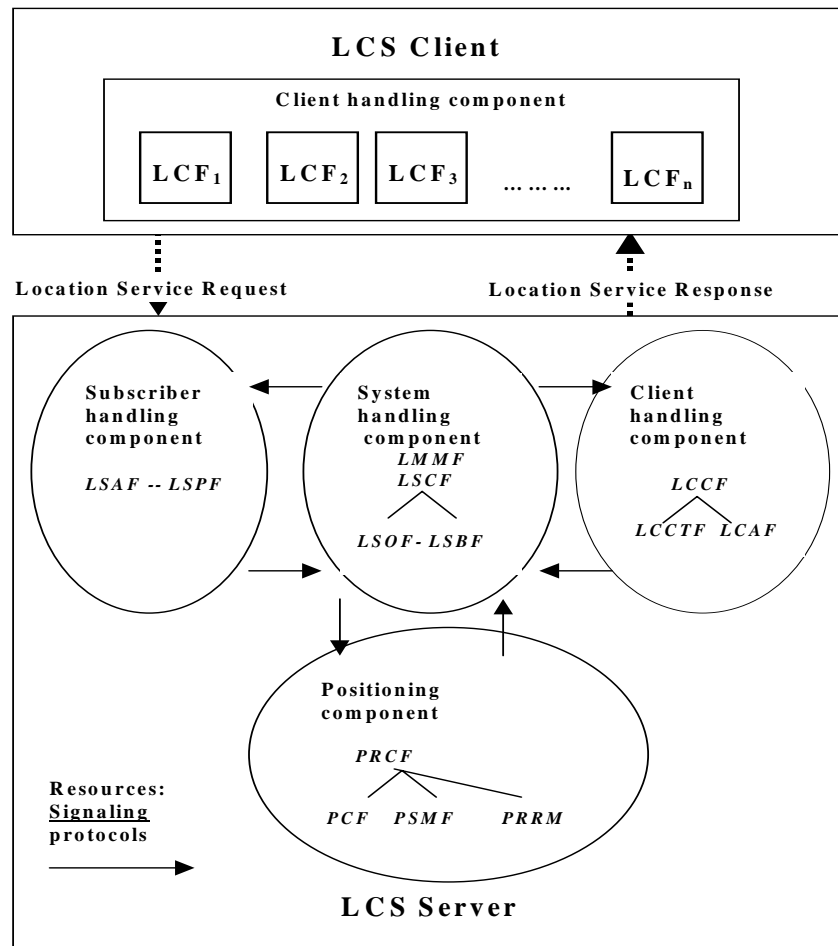 LCS Client
Client handling component
LCF1
LCF2
LCF3
... ... ...
LCFn
Location Service Request
Location Service Response
Subscriber
handling
component
LSAF -- LSPF
System
handling
component
LMMF
LSCF
LSOF - LSBF
Client
handling
component
LCCF
LCCTF LCAF
Positioning
component
PRCF
PCF PSMF PRRM
Resources:
Signaling
protocols
LCS Server